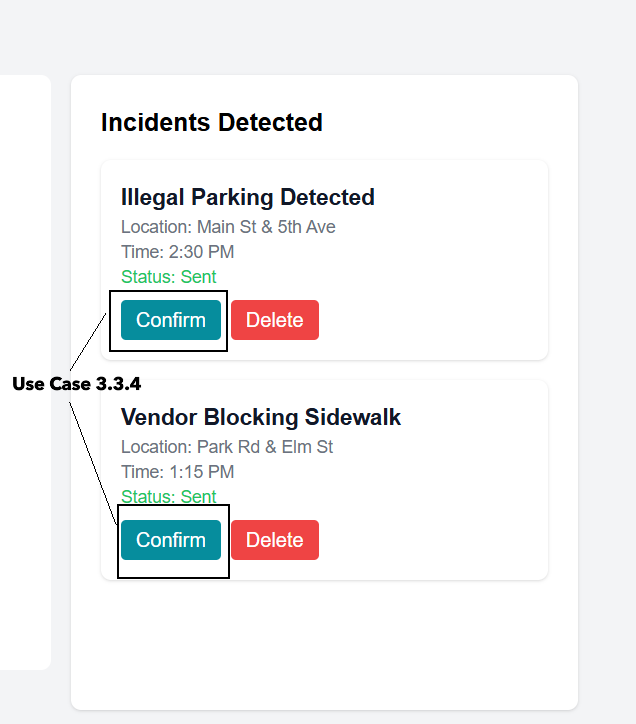 Incidents Detected
Illegal Parking Detected
Location: Main St & 5th Ave
Time: 2:30 PM
Status: Sent
Confirm Delete
Use Case 3.3.4
Vendor Blocking Sidewalk
Location: Park Rd & Elm St
Time: 1:15 PM
Status: Sent
Confirm Delete